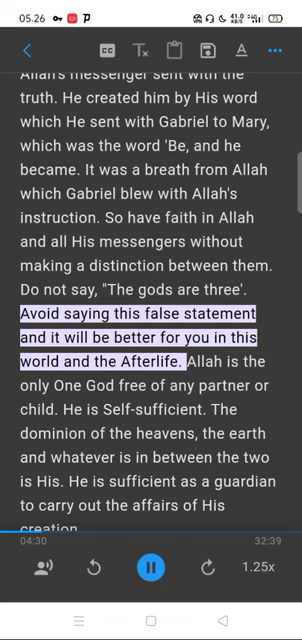 05.26
41.0 KB/s
Allah's messenger sent with the
truth. He created him by His word
which He sent with Gabriel to Mary,
which was the word 'Be, and he
became. It was a breath from Allah
which Gabriel blew with Allah's
instruction. So have faith in Allah
and all His messengers without
making a distinction between them.
Do not say, "The gods are three'.
Avoid saying this false statement
and it will be better for you in this
world and the Afterlife. Allah is the
only One God free of any partner or
child. He is Self-sufficient. The
dominion of the heavens, the earth
and whatever is in between the two
is His. He is sufficient as a guardian
to carry out the affairs of His
creation
04:30 32:39
1.25x